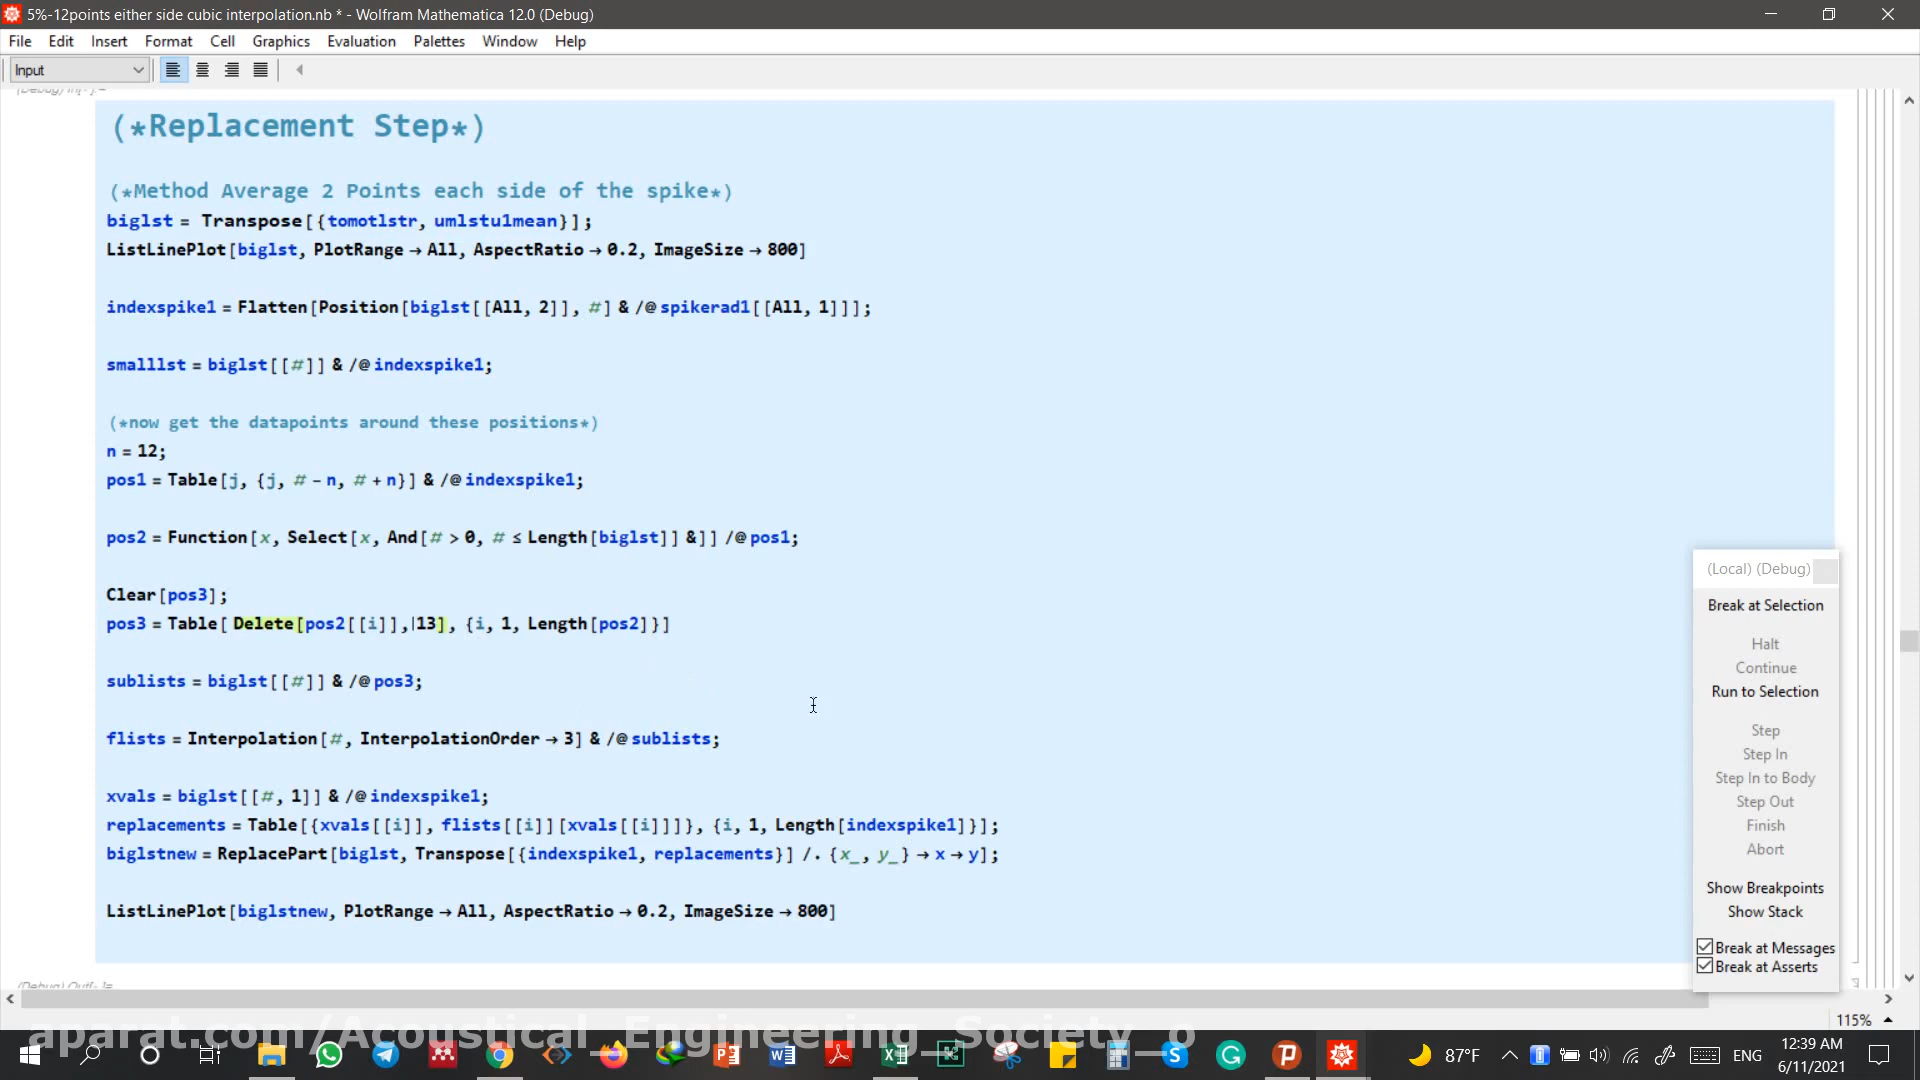 5%-12points either side cubic interpolation.nb * - Wolfram Mathematica 12.0 (Debug)
File Edit Insert Format Cell Graphics Evaluation Palettes Window Help
Input
(*Replacement Step*)
(*Method Average 2 Points each side of the spike*)
biglst = Transpose[{tomotlstr, umlstu1mean}];
ListLinePlot[biglst, PlotRange → All, AspectRatio → 0.2, ImageSize → 800]
indexspike1 = Flatten[Position[biglst[[All, 2]], #] & /@ spikerad1[[All, 1]]];
smalllst = biglst[[#]] & /@ indexspike1;
(*now get the datapoints around these positions*)
n = 12;
pos1 = Table[j, {j, # - n, # + n}] & /@ indexspike1;
pos2 = Function[x, Select[x, And[# > 0, # ≤ Length[biglst]] &]] /@ pos1;
Clear[pos3];
pos3 = Table[ Delete[pos2[[i]], 13], {i, 1, Length[pos2]}]
sublists = biglst[[#]] & /@ pos3;
flists = Interpolation[#, InterpolationOrder → 3] & /@ sublists;
xvals = biglst[[#, 1]] & /@ indexspike1;
replacements = Table[{xvals[[i]], flists[[i]][xvals[[i]]]}, {i, 1, Length[indexspike1]}];
biglstnew = ReplacePart[biglst, Transpose[{indexspike1, replacements}] /. {x_, y_} → x → y];
ListLinePlot[biglstnew, PlotRange → All, AspectRatio → 0.2, ImageSize → 800]
(Local) (Debug)
Break at Selection
Halt
Continue
Run to Selection
Step
Step In
Step In to Body
Step Out
Finish
Abort
Show Breakpoints
Show Stack
Break at Messages
Break at Asserts
(Debug) Out[•]=
115%
aparat.com/Acoustical_Engineering_Society_o
87°F
ENG
12:39 AM
6/11/2021